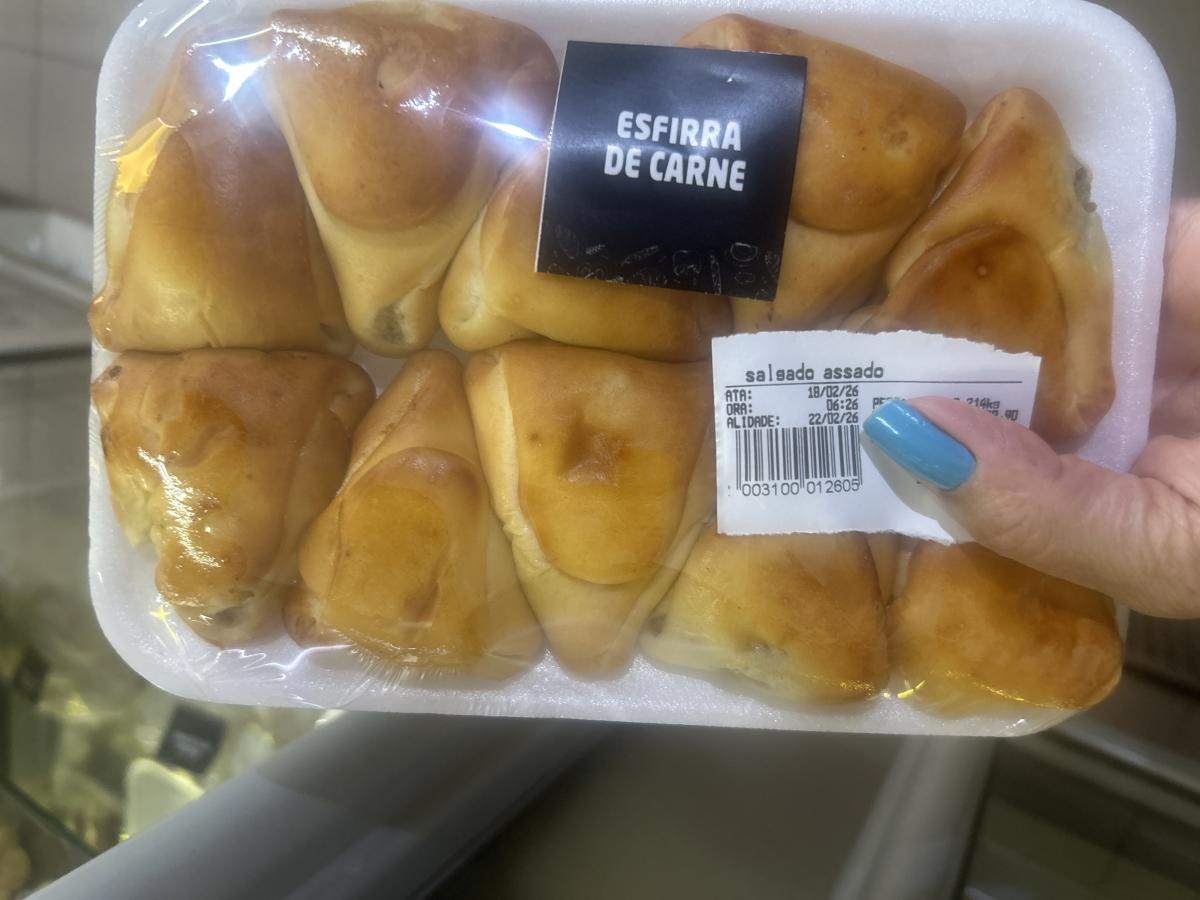 ESFIRRA
DE CARNE
salgado assado
ATA: 18/02/26
ORA: 06:26
ALIDADE: 22/02/26
003100 012605